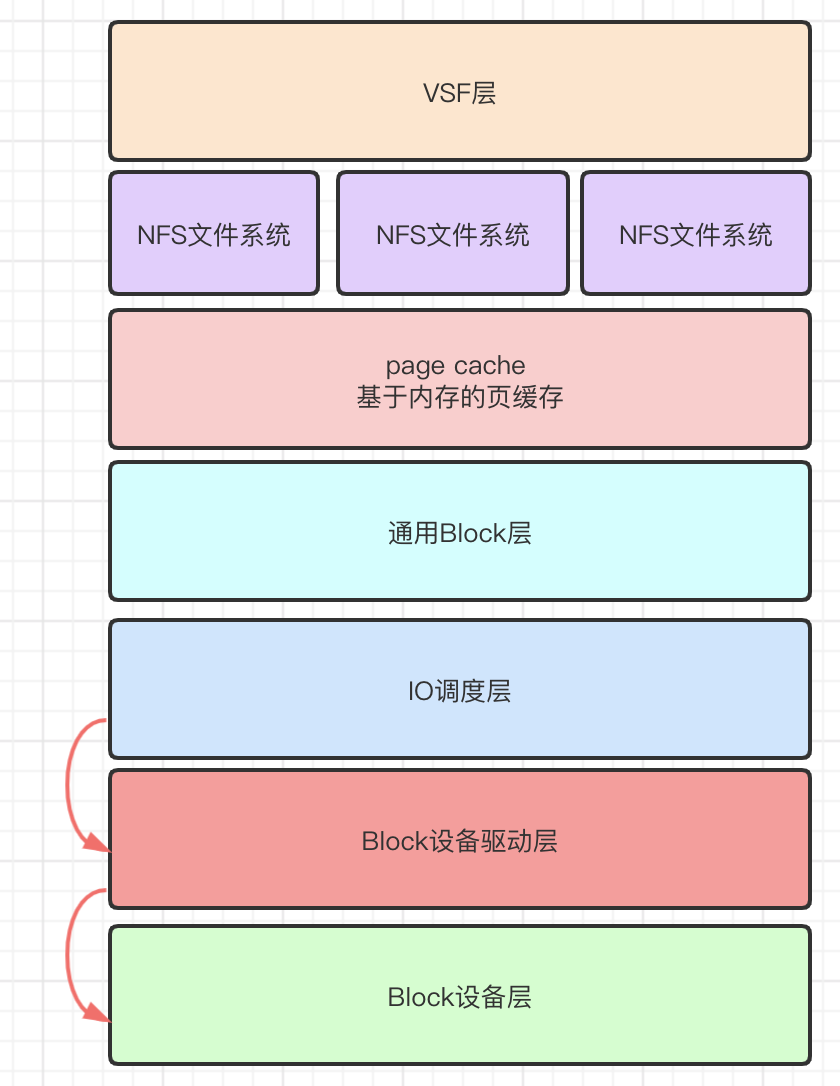 VSF层
NFS文件系统
NFS文件系统
NFS文件系统
page cache
基于内存的页缓存
通用Block层
IO调度层
Block设备驱动层
Block设备层